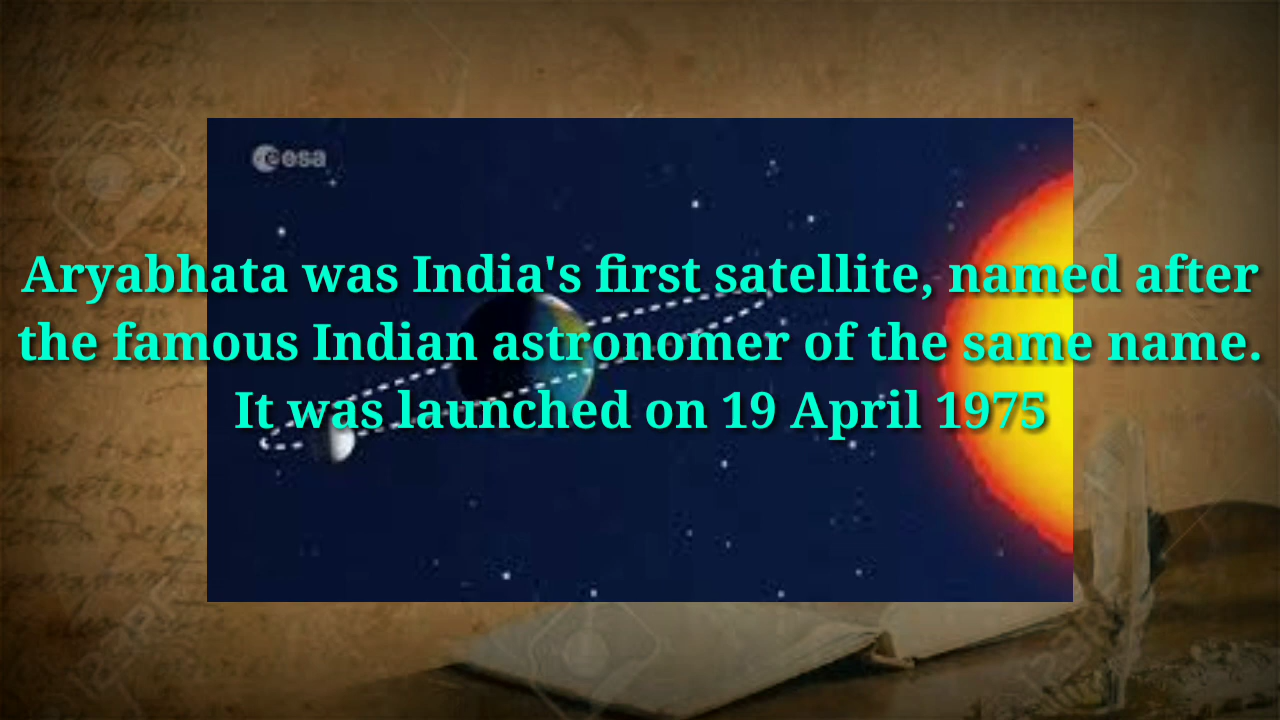 esa
Aryabhata was India's first satellite, named after
the famous Indian astronomer of the same name.
It was launched on 19 April 1975